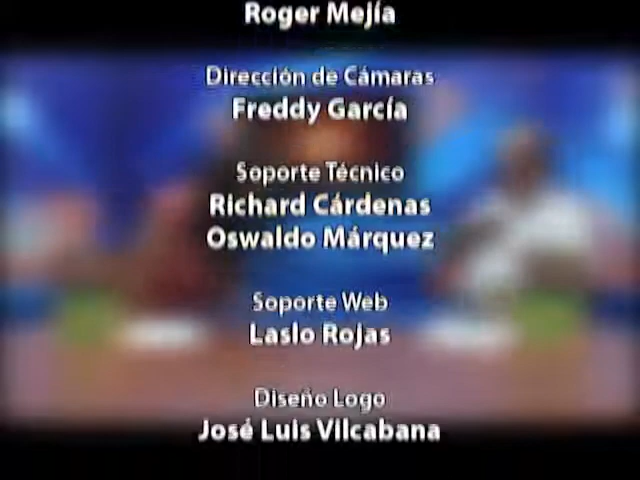 Roger Mejía
Dirección de Cámaras
Freddy García
Soporte Técnico
Richard Cárdenas
Oswaldo Márquez
Soporte Web
Laslo Rojas
Diseño Logo
José Luis Vilcabana